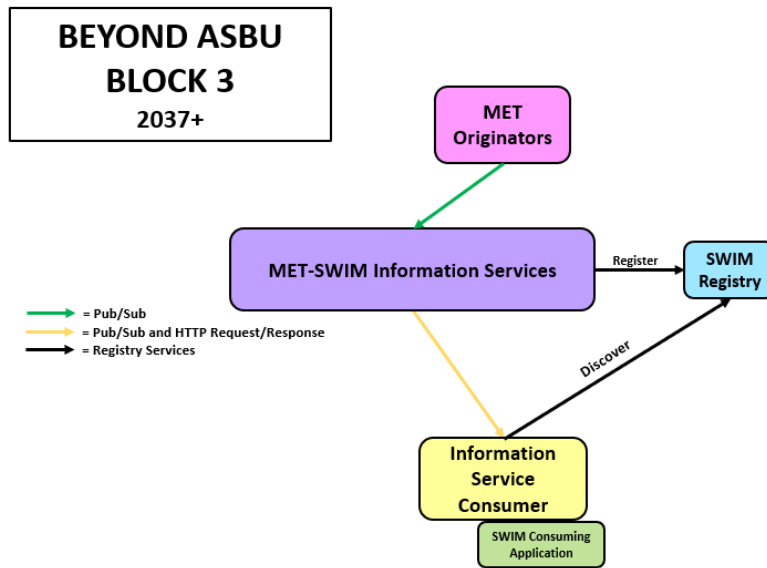 BEYOND ASBU
BLOCK 3
2037+
MET
Originators
MET-SWIM Information Services
Register
SWIM
Registry
= Pub/Sub
= Pub/Sub and HTTP Request/Response
= Registry Services
Discover
Information
Service
Consumer
SWIM Consuming
Application